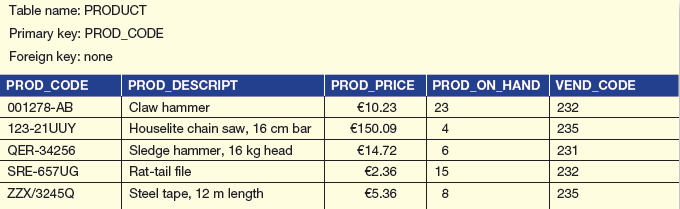 Table name: PRODUCT
Primary key: PROD_CODE
Foreign key: none
PROD_CODE PROD_DESCRIPT PROD_PRICE PROD_ON_HAND VEND_CODE
001278-AB Claw hammer €10.23 23 232
123-21UUY Houselite chain saw, 16 cm bar €150.09 4 235
QER-34256 Sledge hammer, 16 kg head €14.72 6 231
SRE-657UG Rat-tail file €2.36 15 232
ZZX/3245Q Steel tape, 12 m length €5.36 8 235